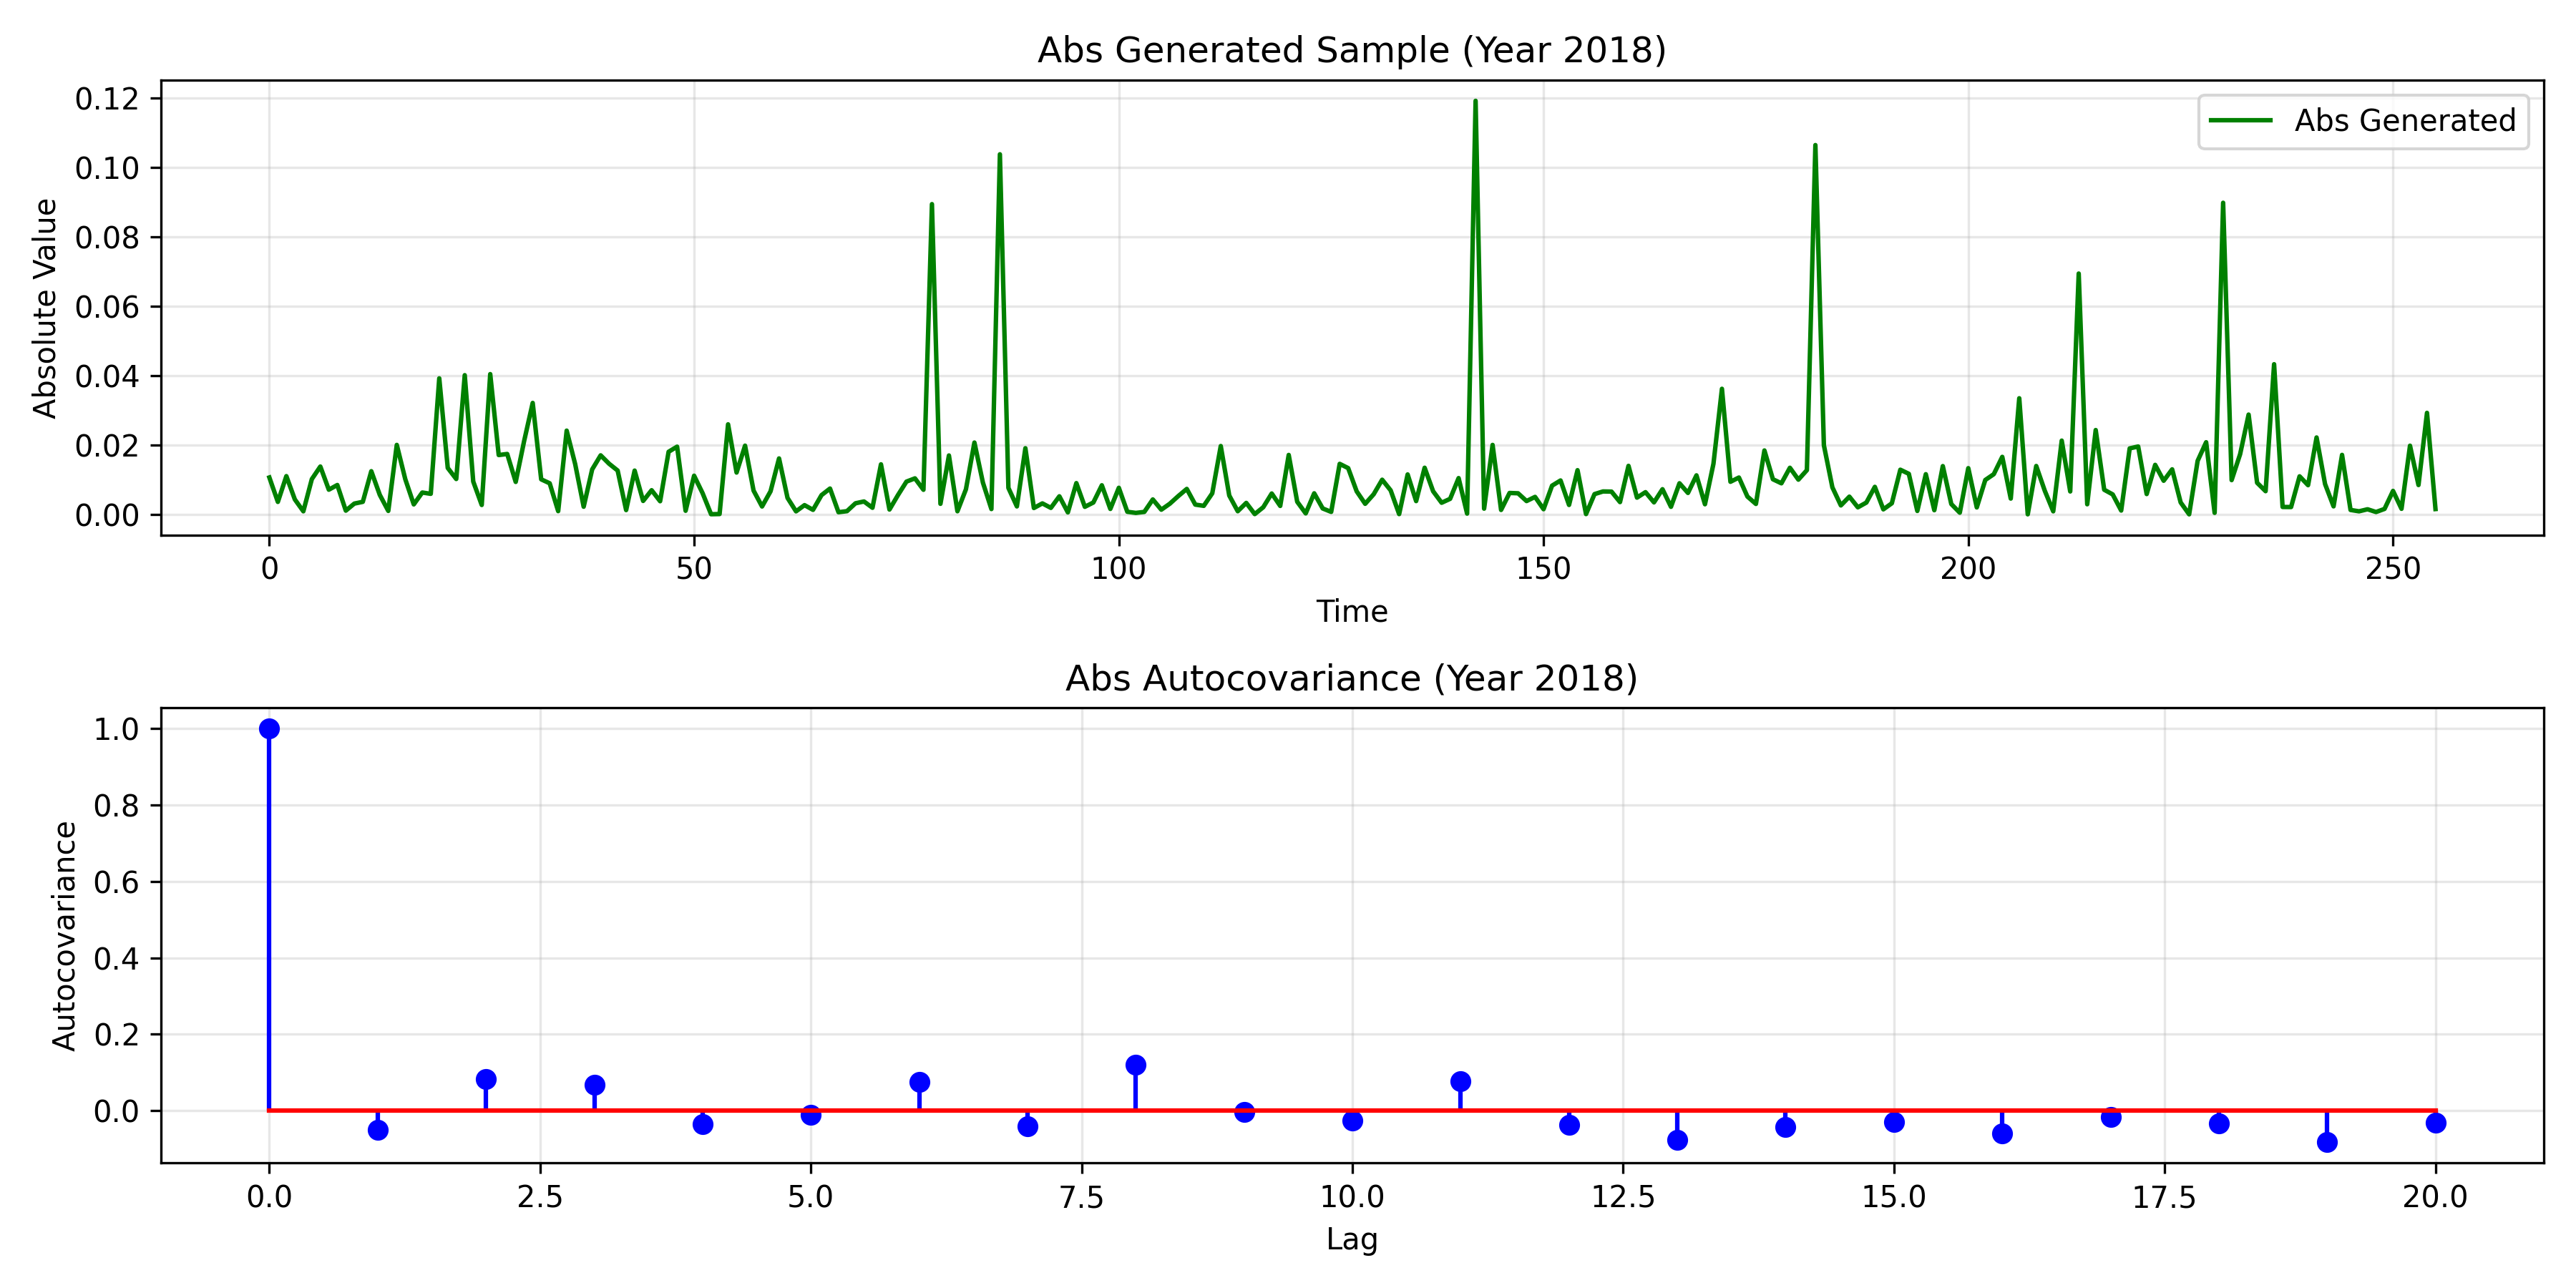 Abs Generated Sample (Year 2018)
Abs Generated
Absolute Value
0.12
0.10
0.08
0.06
0.04
0.02
0.00
0 50 100 150 200 250
Time
Abs Autocovariance (Year 2018)
Autocovariance
1.0
0.8
0.6
0.4
0.2
0.0
0.0 2.5 5.0 7.5 10.0 12.5 15.0 17.5 20.0
Lag